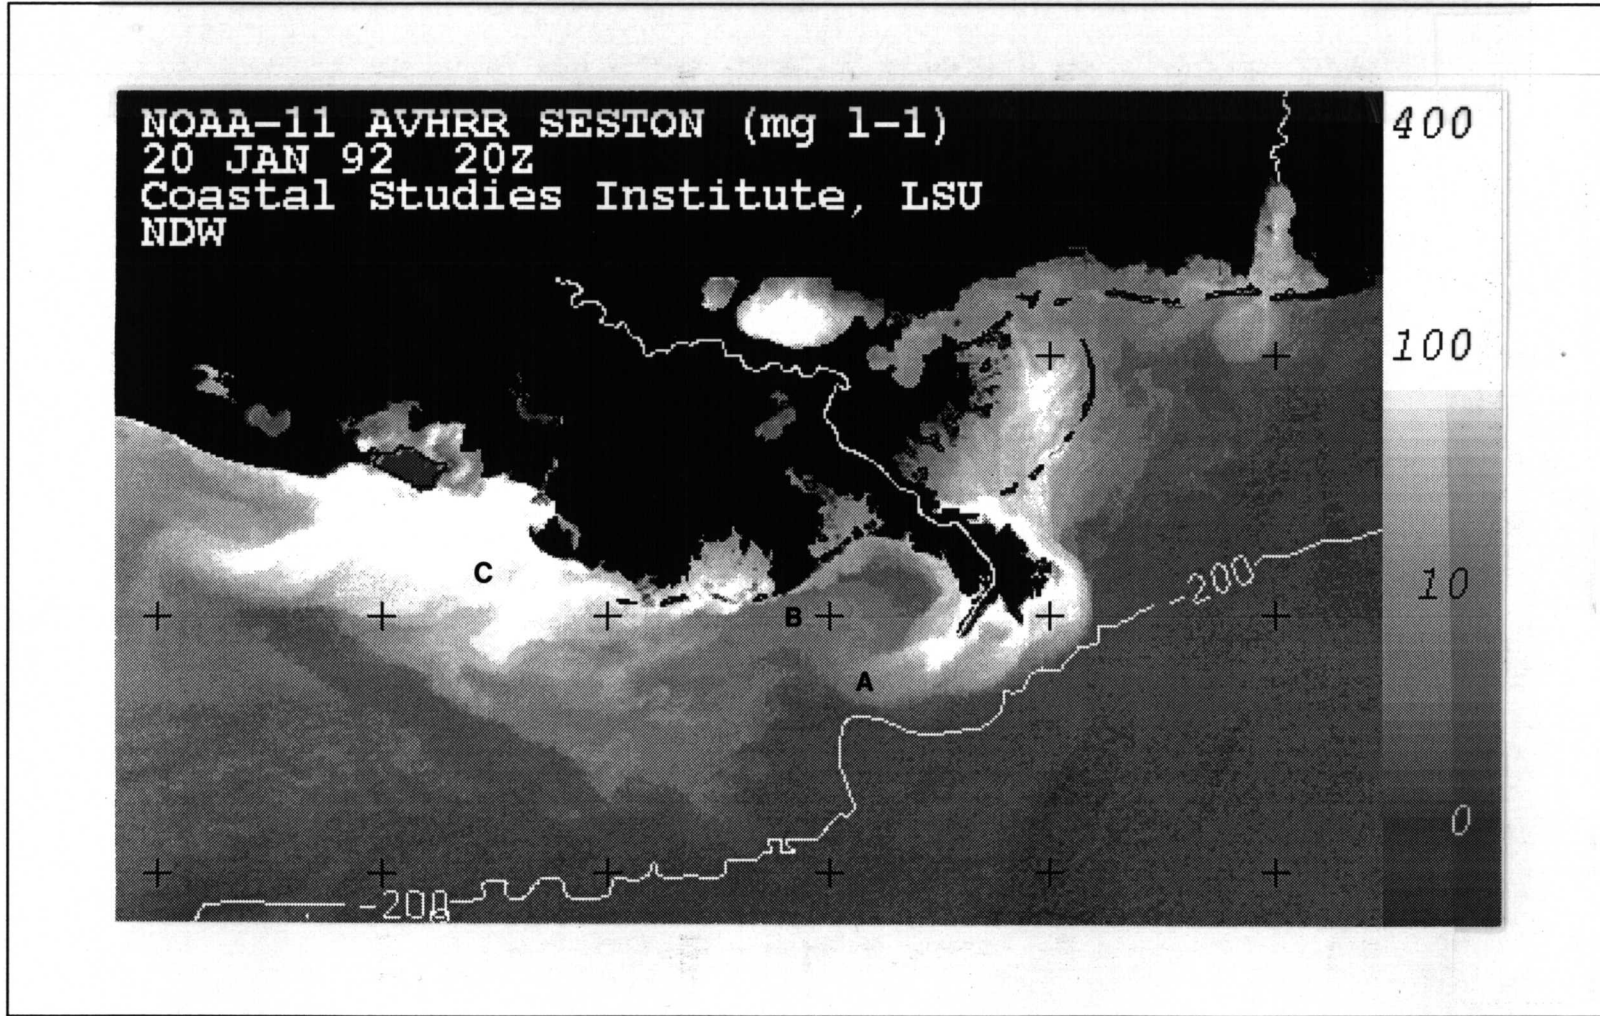 NOAA-11 AVHRR SESTON (mg l-1)
20 JAN 92 20Z
Coastal Studies Institute, LSU
NDW
400
100
10
0
-200
C
B
A
-200